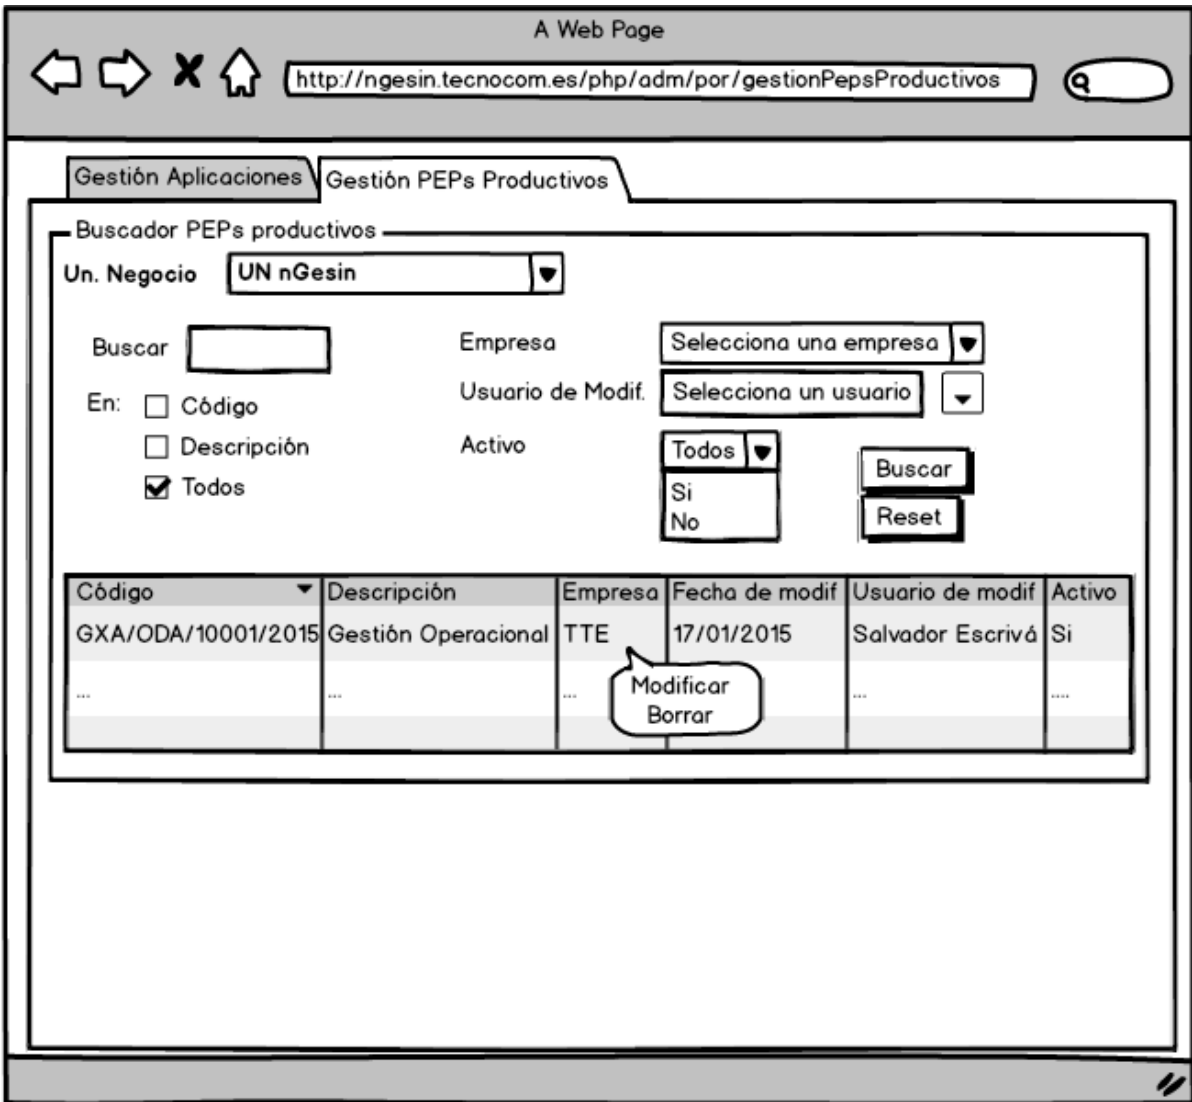 A Web Page
http://ngesin.tecnocom.es/php/adm/por/gestionPepsProductivos
Gestión Aplicaciones Gestión PEPs Productivos
Buscador PEPs productivos
Un. Negocio UN nGesin
Buscar Empresa Selecciona una empresa
En: Código Usuario de Modif. Selecciona un usuario
Descripción Activo Todos Buscar
Todos Si Reset
No
Código Descripción Empresa Fecha de modif Usuario de modif Activo
GXA/ODA/10001/2015 Gestión Operacional TTE 17/01/2015 Salvador Escrivá Si
... ... ... ... ....
Modificar
Borrar